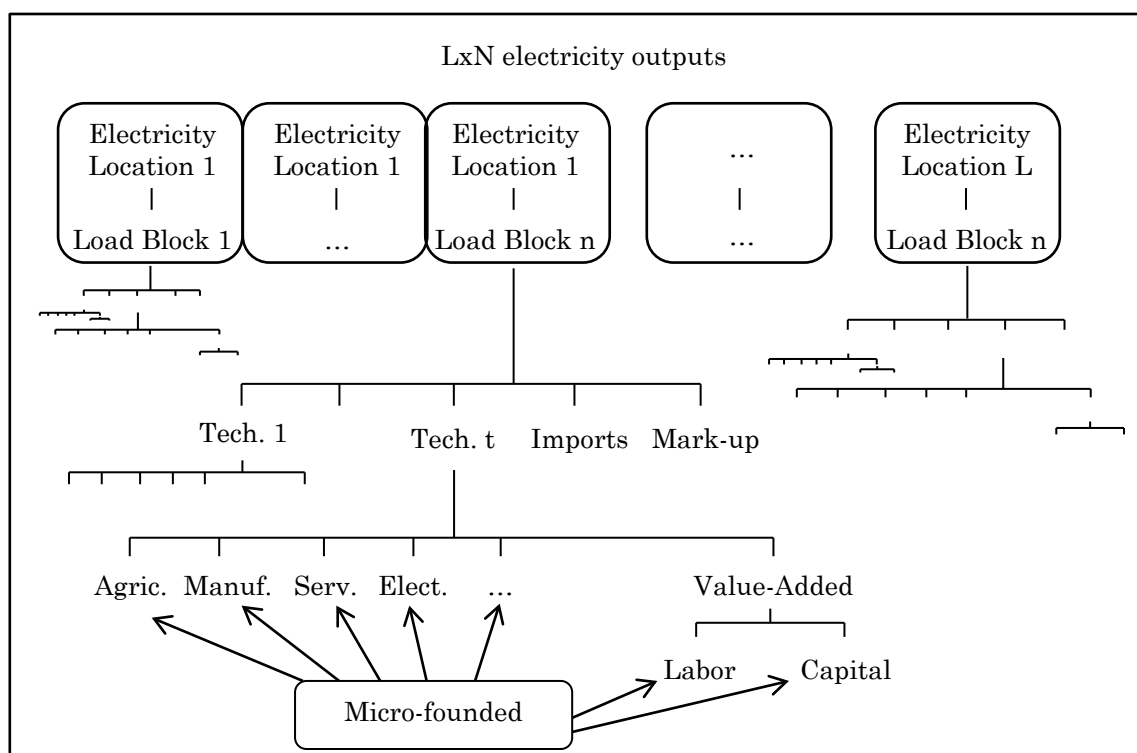 LxN electricity outputs
Electricity
Location 1
|
Load Block 1
Electricity
Location 1
|
...
Electricity
Location 1
|
Load Block n
...
|
...
Electricity
Location L
|
Load Block n
Tech. 1
Tech. t
Imports
Mark-up
Agric.
Manuf.
Serv.
Elect.
...
Value-Added
Labor
Capital
Micro-founded